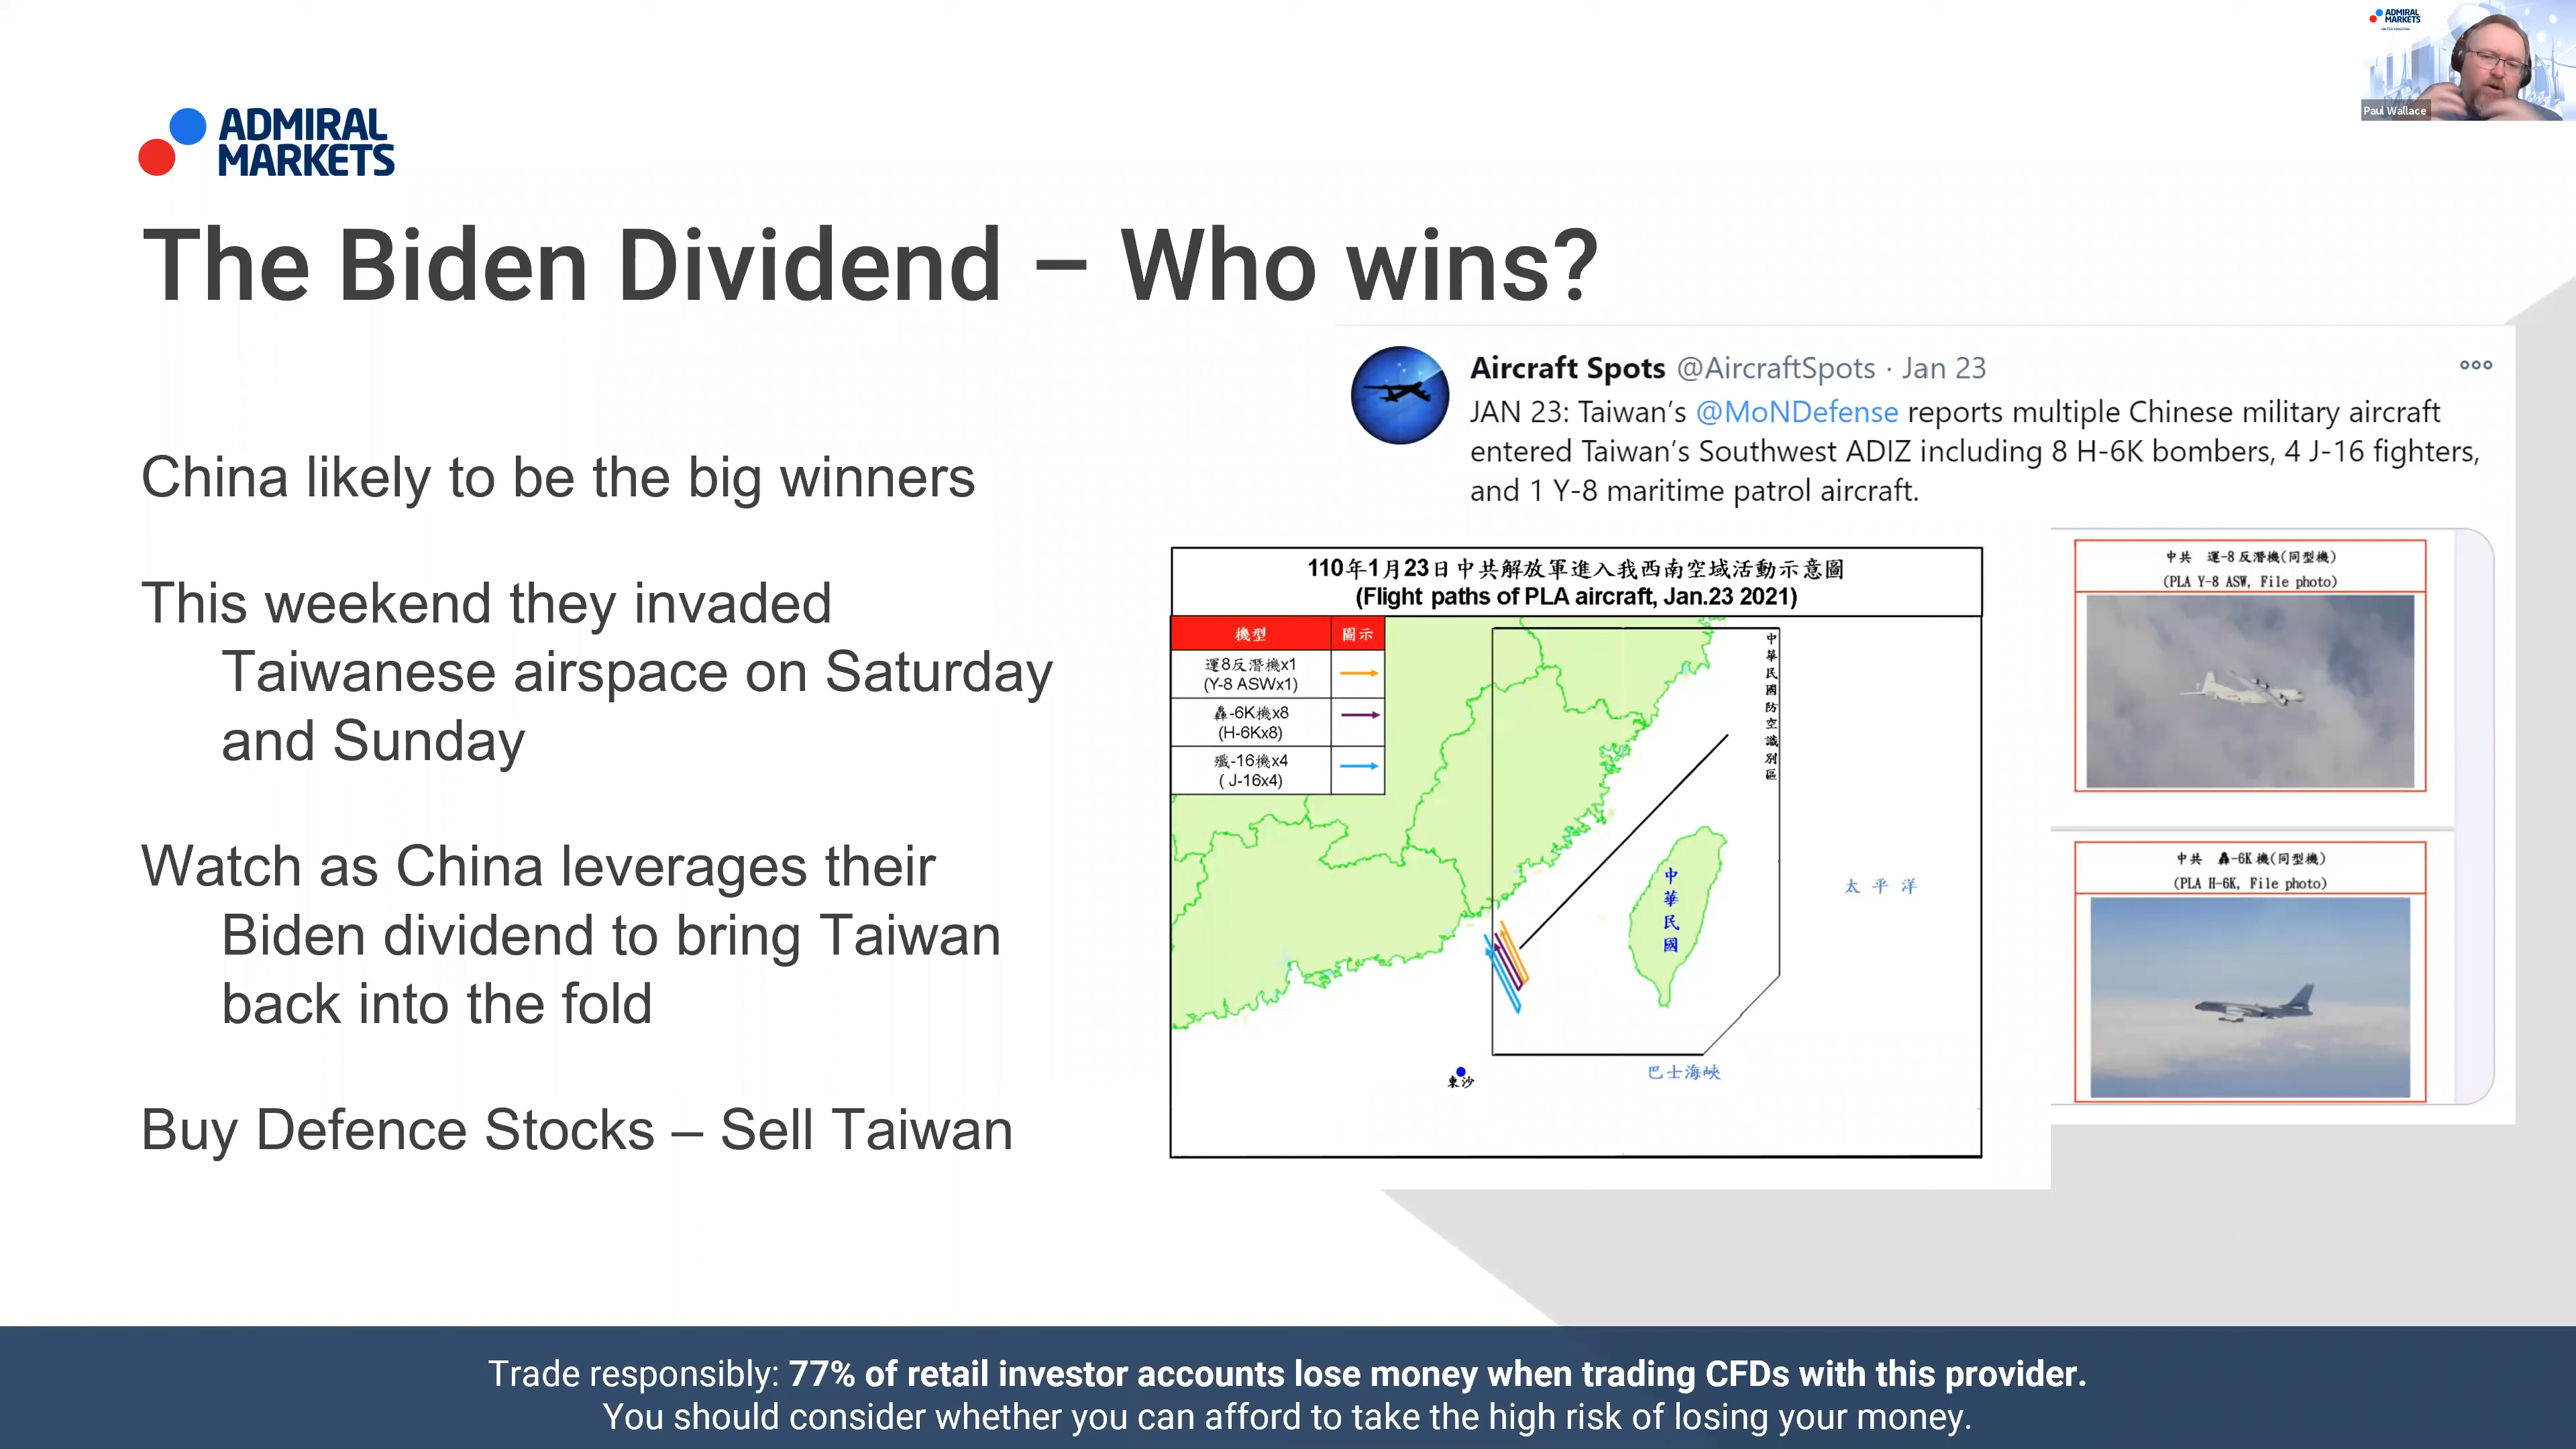 ADMIRAL
MARKETS
Paul Wallace
ADMIRAL
MARKETS
The Biden Dividend – Who wins?
China likely to be the big winners
This weekend they invaded
Taiwanese airspace on Saturday
and Sunday
Watch as China leverages their
Biden dividend to bring Taiwan
back into the fold
Buy Defence Stocks – Sell Taiwan
Aircraft Spots @AircraftSpots · Jan 23
JAN 23: Taiwan's @MoNDefense reports multiple Chinese military aircraft
entered Taiwan's Southwest ADIZ including 8 H-6K bombers, 4 J-16 fighters,
and 1 Y-8 maritime patrol aircraft.
110年1月23日中共解放軍進入我西南空域活動示意圖
(Flight paths of PLA aircraft, Jan.23 2021)
機型 圖示
運8反潛機x1
(Y-8 ASWx1)
轟-6K機x8
(H-6Kx8)
殲-16機x4
( J-16x4)
中華民國防空識別區
中華民國
太平洋
巴士海峽
東沙
中共 運-8反潛機(同型機)
(PLA Y-8 ASW, File photo)
中共 轟-6K機(同型機)
(PLA H-6K, File photo)
Trade responsibly: 77% of retail investor accounts lose money when trading CFDs with this provider.
You should consider whether you can afford to take the high risk of losing your money.